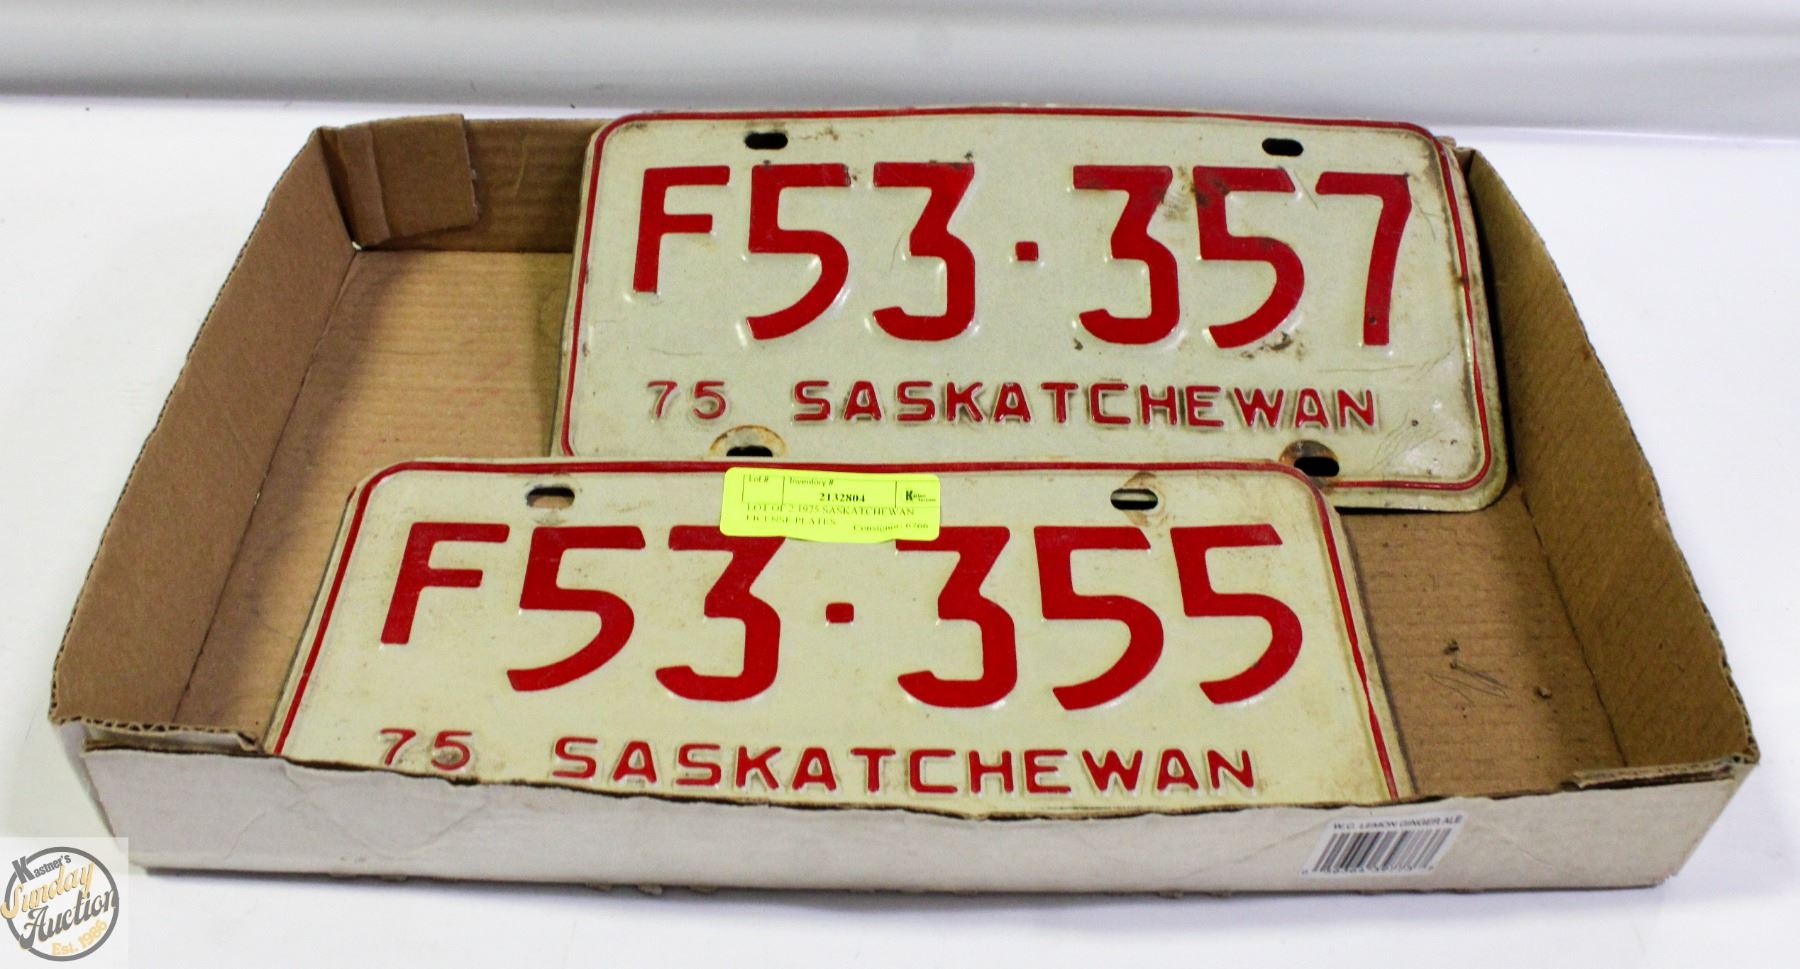 F53·357
75 SASKATCHEWAN
Lot # Inventory #
2132804
LOT OF 2 1975 SASKATCHEWAN
LICENSE PLATES Consignor: 6266
F53·355
75 SASKATCHEWAN
W.C. LEMON GINGER ALE
Kastner's
Sunday
Auction
Est. 1986